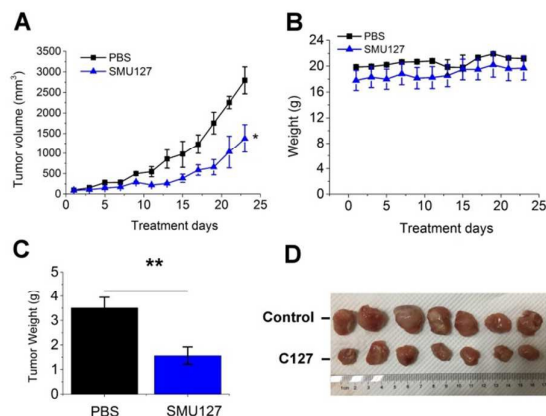 A
Tumor volume (mm³)
3500
3000
2500
2000
1500
1000
500
0
PBS
SMU127
*
0 5 10 15 20 25
Treatment days
B
Weight (g)
24
20
16
12
8
4
0
PBS
SMU127
0 5 10 15 20 25
Treatment days
C
Tumor Weight (g)
5
4
3
2
1
0
**
PBS SMU127
D
Control
C127